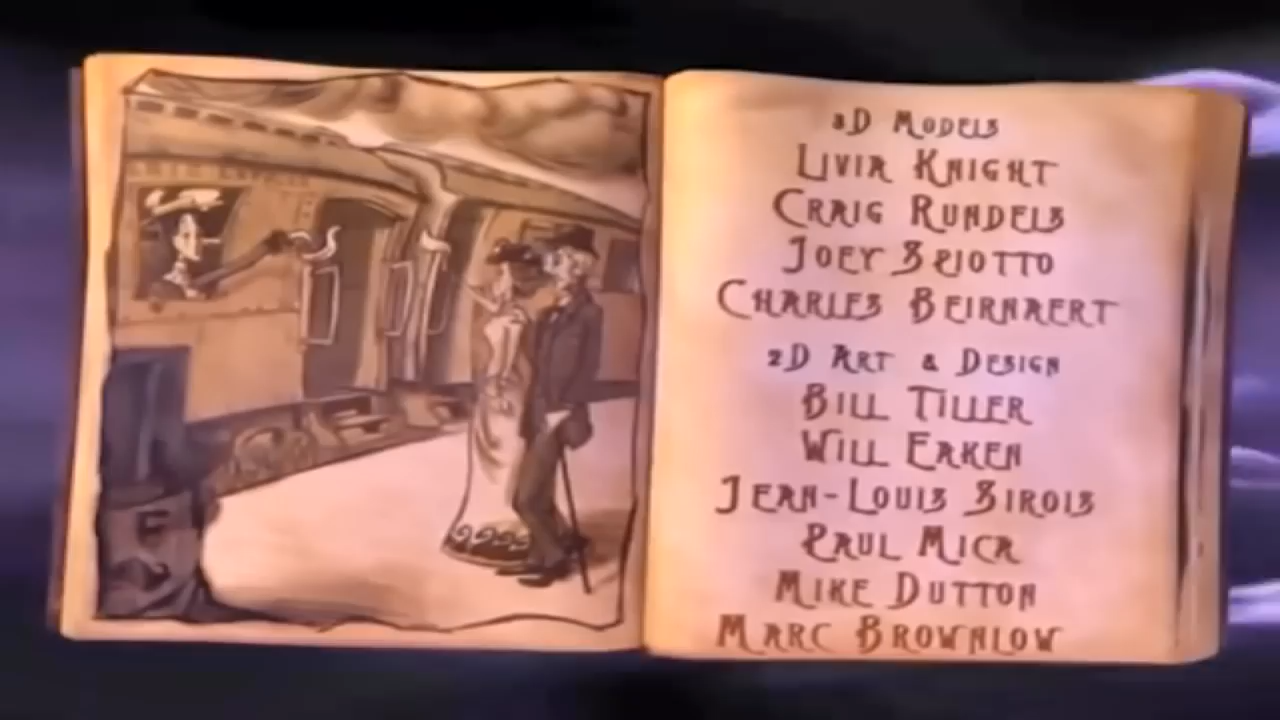 3D Models
Livia Knight
Craig Rundels
Joey Spiotto
Charles Beirnaert
2D Art & Design
Bill Tiller
Will Eaken
Jean-Louis Sirois
Paul Mica
Mike Dutton
Marc Brownlow